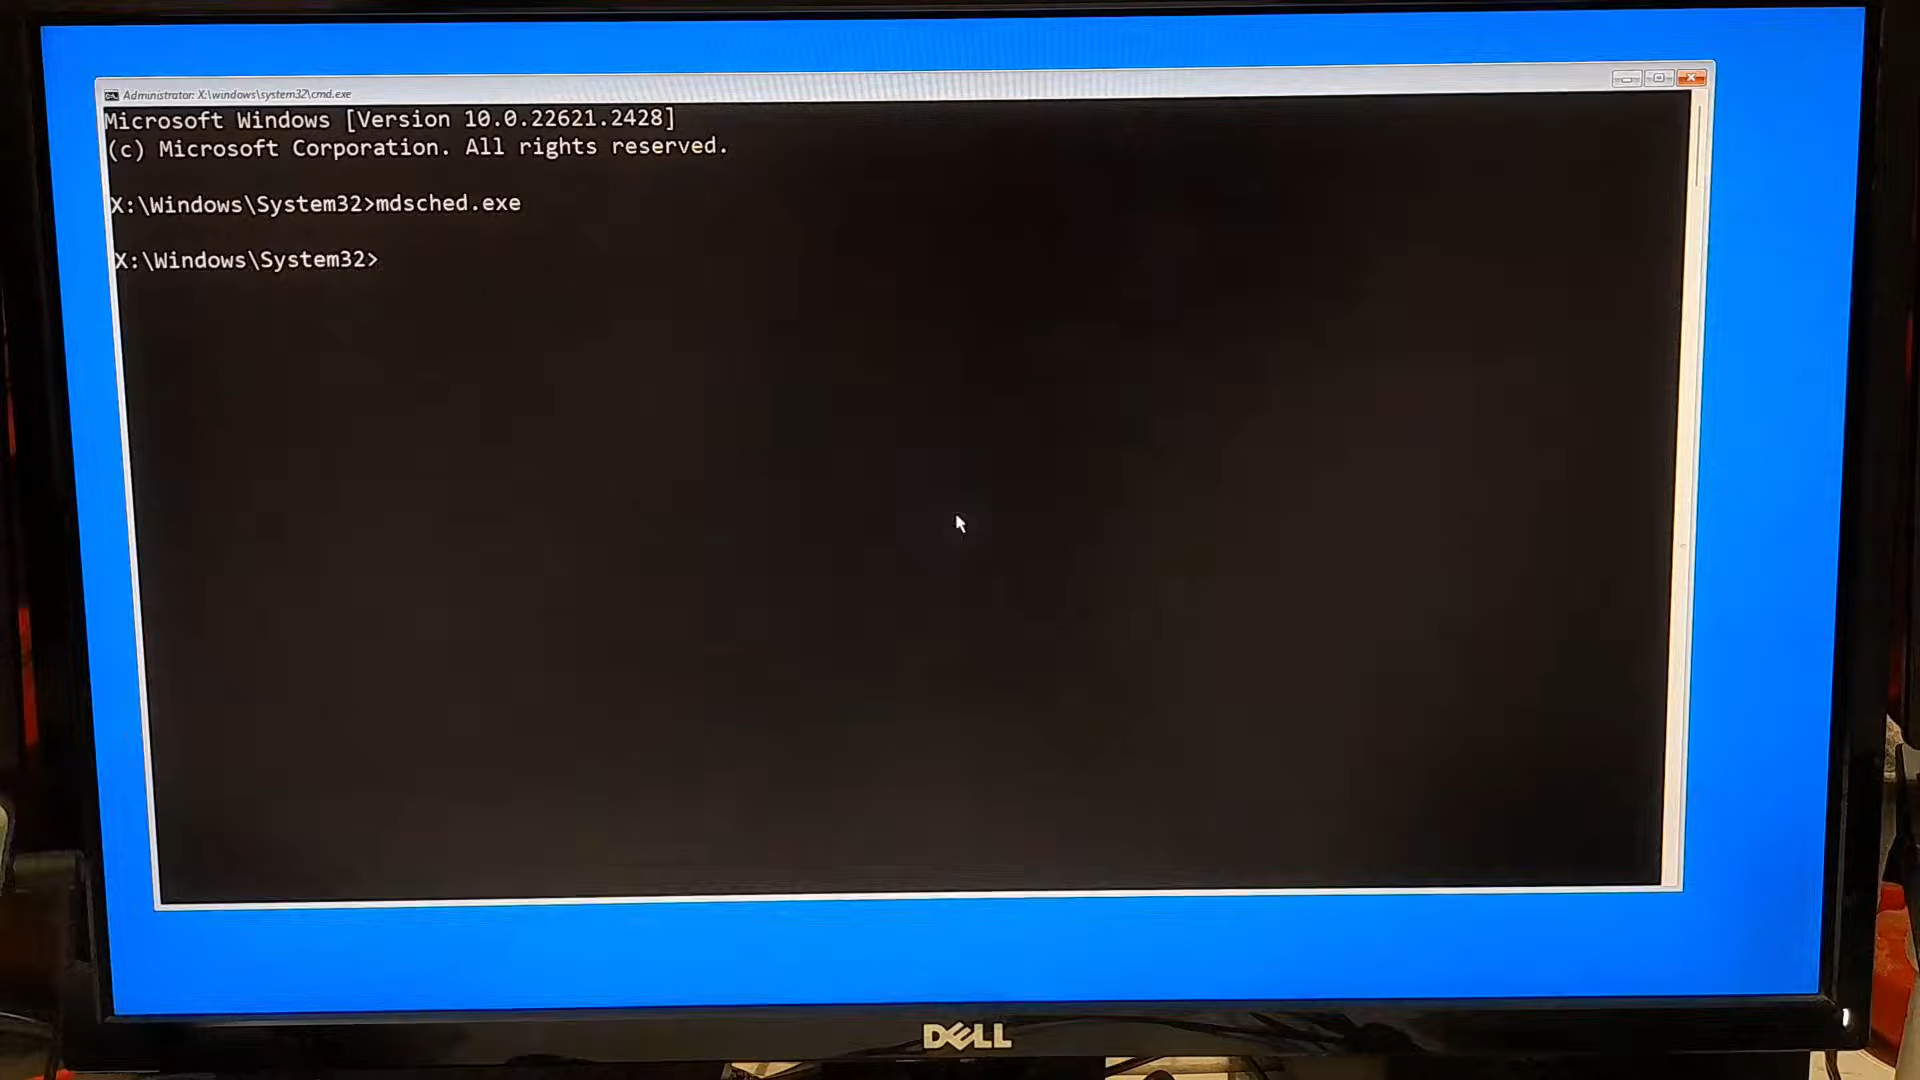 Administrator: X:\windows\system32\cmd.exe
Microsoft Windows [Version 10.0.22621.2428]
(c) Microsoft Corporation. All rights reserved.
X:\Windows\System32>mdsched.exe
X:\Windows\System32>
DELL